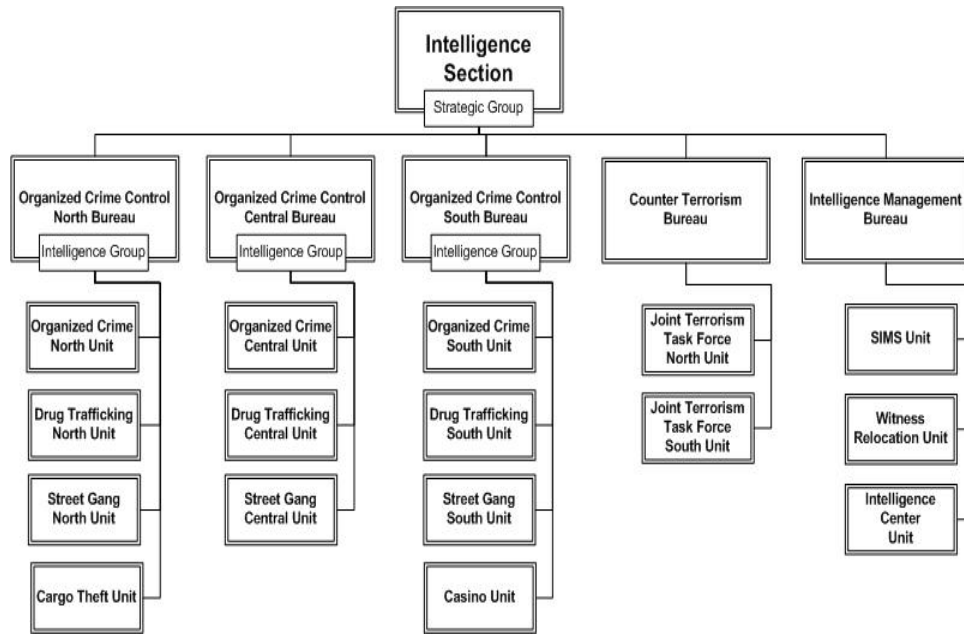 Intelligence
Section
Strategic Group
Organized Crime Control
North Bureau
Intelligence Group
Organized Crime Control
Central Bureau
Intelligence Group
Organized Crime Control
South Bureau
Intelligence Group
Counter Terrorism
Bureau
Intelligence Management
Bureau
Organized Crime
North Unit
Organized Crime
Central Unit
Organized Crime
South Unit
Joint Terrorism
Task Force
North Unit
SIMS Unit
Drug Trafficking
North Unit
Drug Trafficking
Central Unit
Drug Trafficking
South Unit
Joint Terrorism
Task Force
South Unit
Witness
Relocation Unit
Street Gang
North Unit
Street Gang
Central Unit
Street Gang
South Unit
Intelligence
Center
Unit
Cargo Theft Unit
Casino Unit